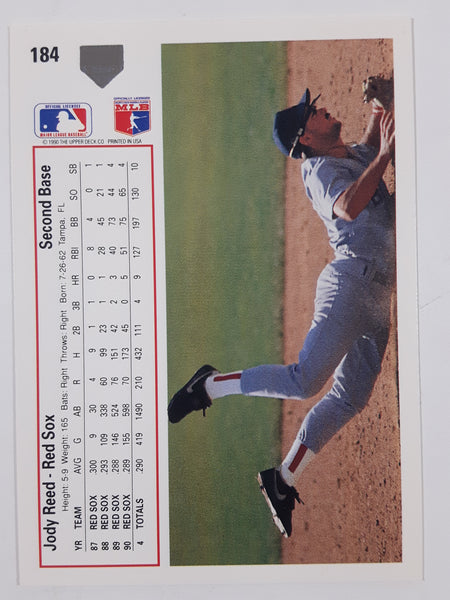 184
OFFICIAL LICENSEE
MAJOR LEAGUE BASEBALL
MLB
© 1990 THE UPPER DECK CO. PRINTED IN USA
Jody Reed - Red Sox Second Base
Height: 5-9 Weight: 165 Bats: Right Throws: Right Born: 7-26-62 Tampa, FL
YR TEAM AVG G AB R H 2B 3B HR RBI BB SO SB
87 RED SOX .300 9 30 4 9 1 1 0 8 4 0 1
88 RED SOX .293 109 338 60 99 23 1 1 28 45 21 1
89 RED SOX .288 146 524 76 151 42 2 3 40 73 44 4
90 RED SOX .289 155 598 70 173 45 0 5 51 75 65 4
4 TOTALS .290 419 1490 210 432 111 4 9 127 197 130 10